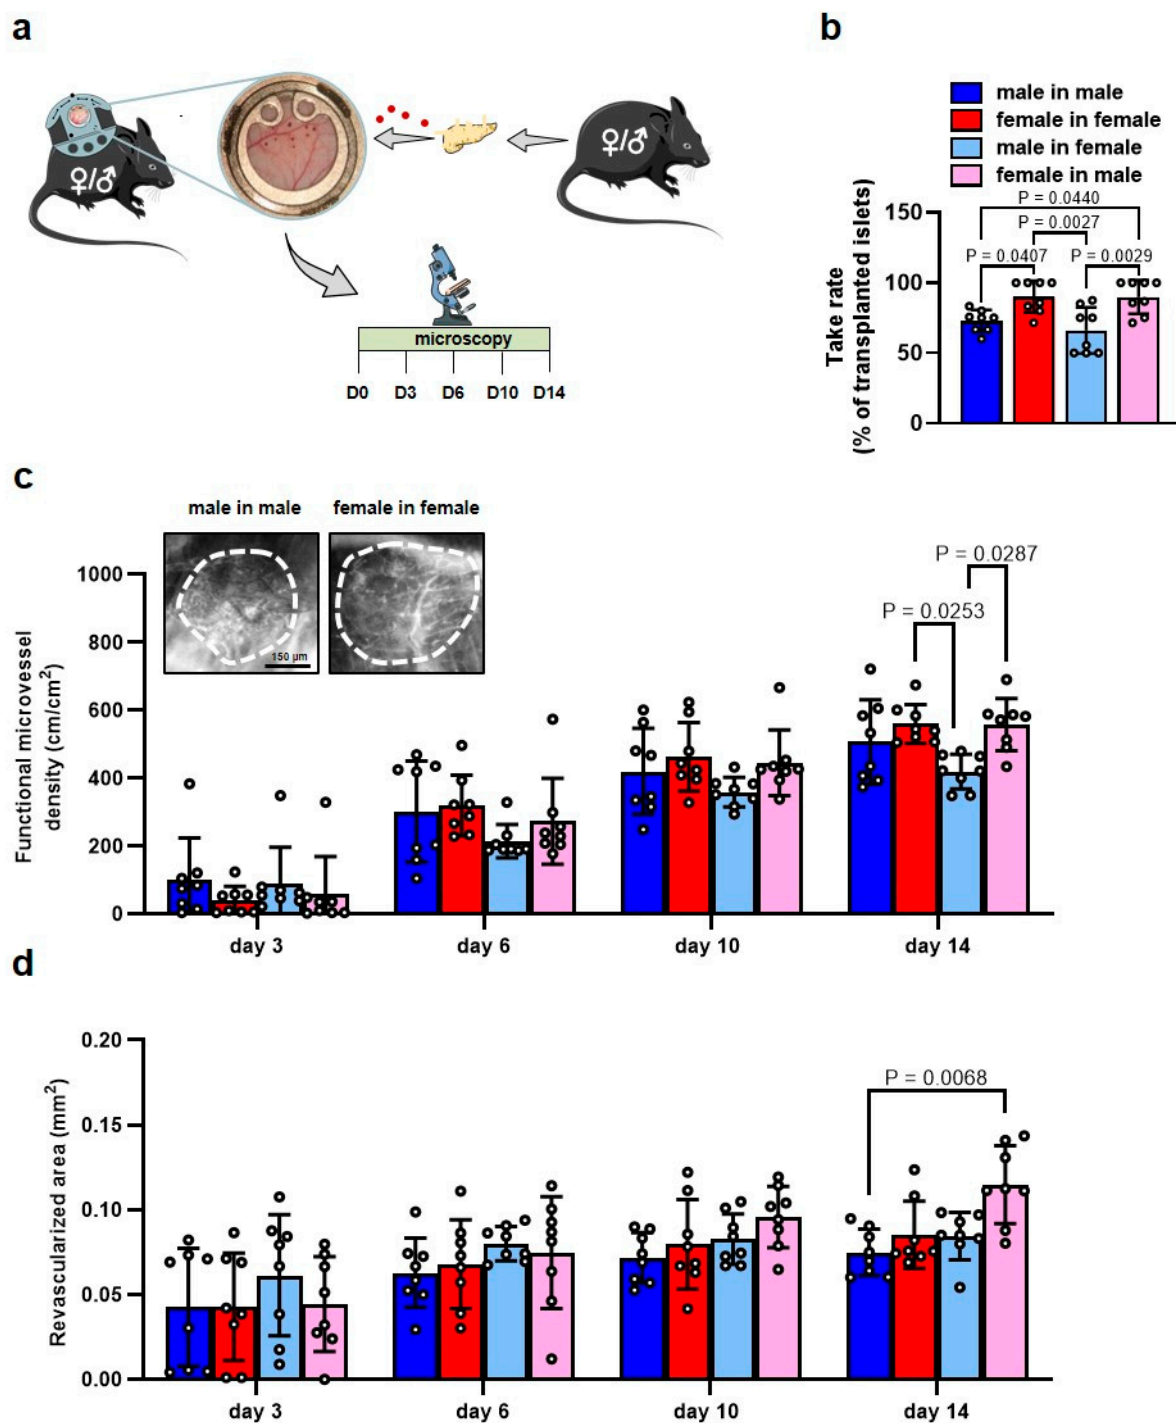 a
♀/♂
♀/♂
microscopy
D0 D3 D6 D10 D14
b
male in male
female in female
male in female
female in male
P = 0.0440
P = 0.0027
P = 0.0407 P = 0.0029
Take rate
(% of transplanted islets)
150
100
50
0
c
male in male female in female
150 µm
P = 0.0287
P = 0.0253
Functional microvessel
density (cm/cm²)
1000
800
600
400
200
0
day 3 day 6 day 10 day 14
d
P = 0.0068
Revascularized area (mm²)
0.20
0.15
0.10
0.05
0.00
day 3 day 6 day 10 day 14